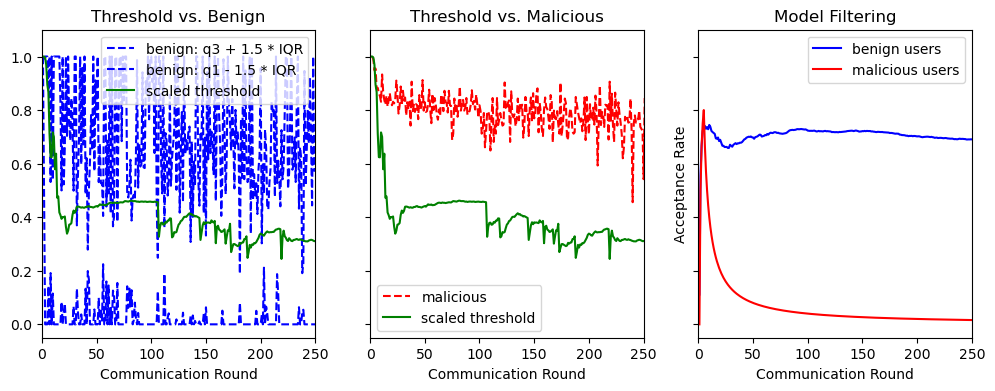 Threshold vs. Benign
benign: q3 + 1.5 * IQR
benign: q1 - 1.5 * IQR
scaled threshold
1.0
0.8
0.6
0.4
0.2
0.0
0 50 100 150 200 250
Communication Round
Threshold vs. Malicious
malicious
scaled threshold
0 50 100 150 200 250
Communication Round
Model Filtering
benign users
malicious users
Acceptance Rate
0 50 100 150 200 250
Communication Round